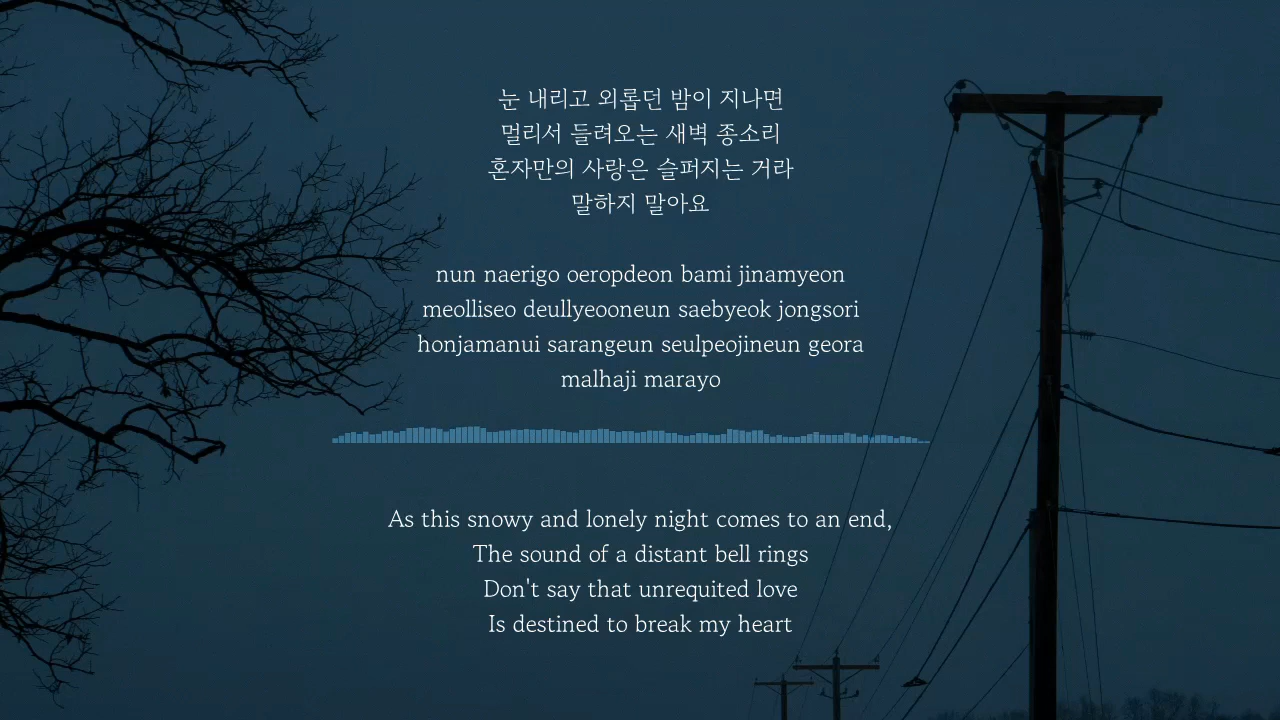 눈 내리고 외롭던 밤이 지나면
멀리서 들려오는 새벽 종소리
혼자만의 사랑은 슬퍼지는 거라
말하지 말아요
nun naerigo oeropdeon bami jinamyeon
meolliseo deullyeooneun saebyeok jongsori
honjamanui sarangeun seulpeojineun geora
malhaji marayo
As this snowy and lonely night comes to an end,
The sound of a distant bell rings
Don't say that unrequited love
Is destined to break my heart